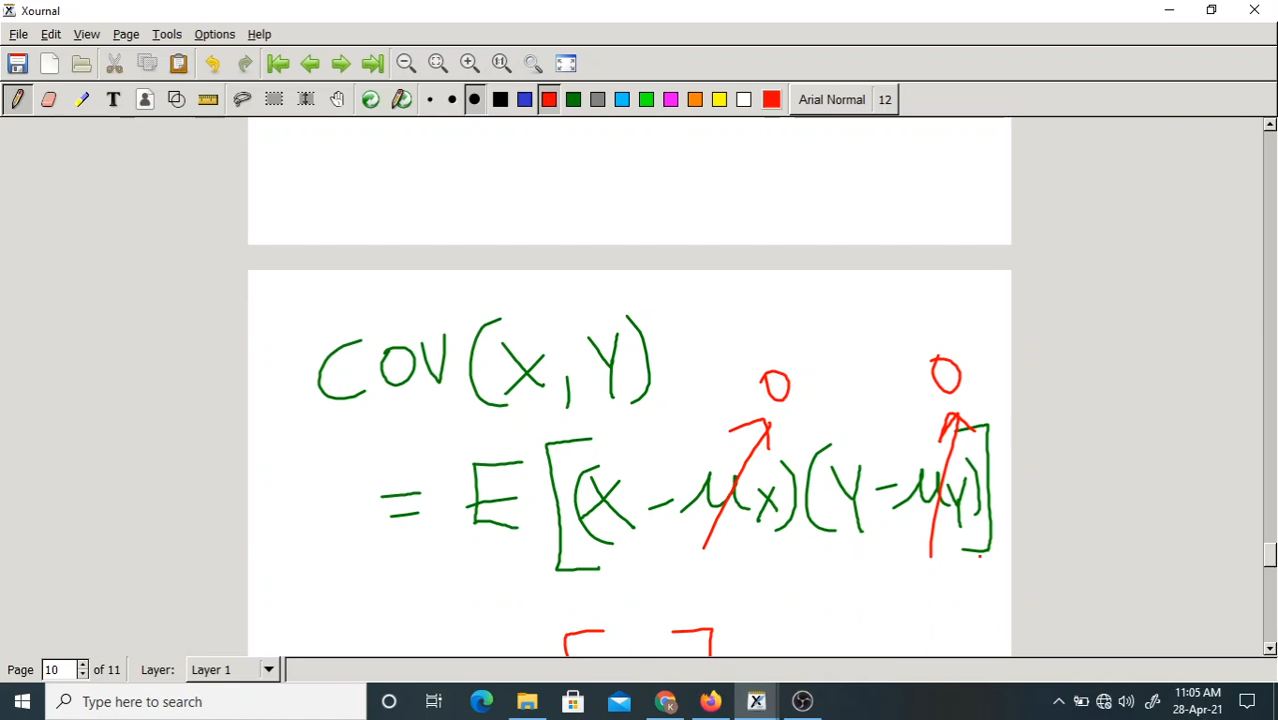 Xournal
File Edit View Page Tools Options Help
Arial Normal 12
0 0
COV(X, Y)
= E[(X - μx)(Y - μy)]
Page 10 of 11 Layer: Layer 1
Type here to search
11:05 AM
28-Apr-21